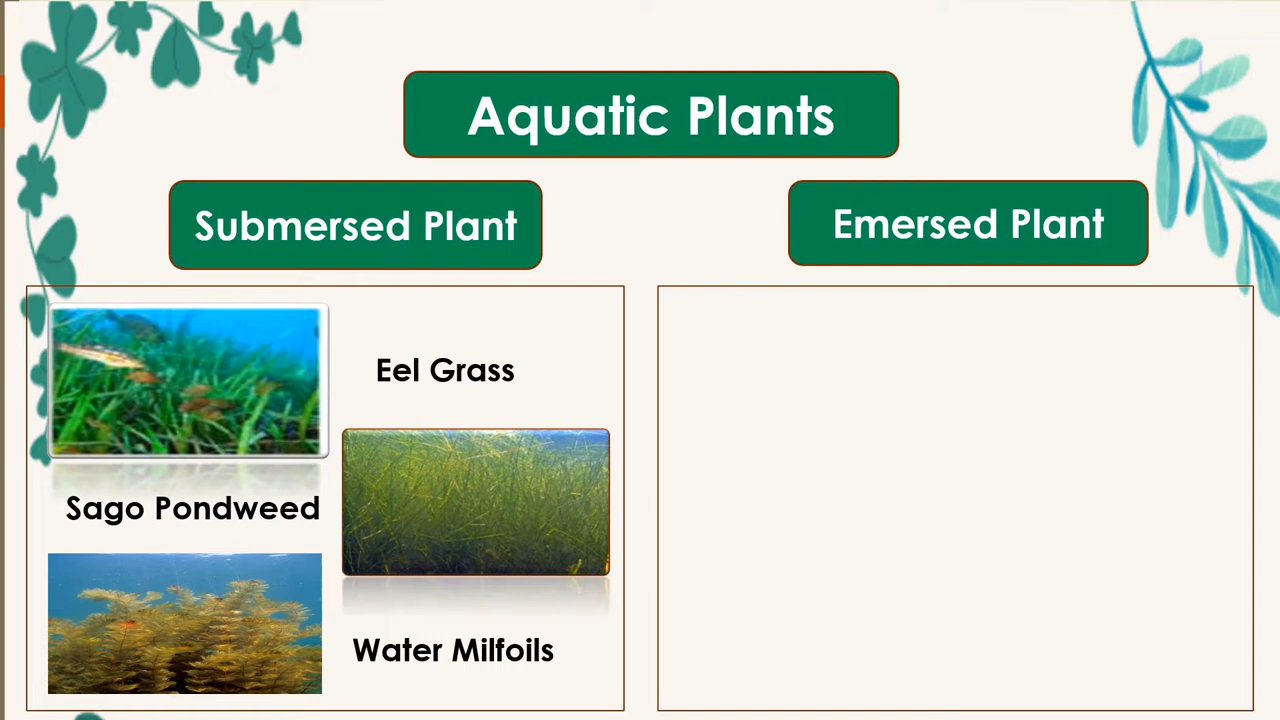 Aquatic Plants
Submersed Plant
Emersed Plant
Eel Grass
Sago Pondweed
Water Milfoils